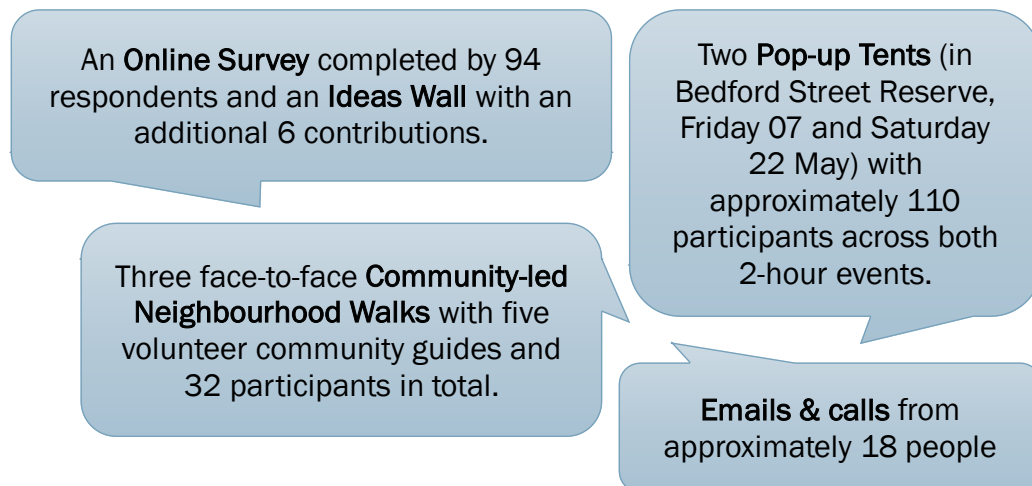 An Online Survey completed by 94
respondents and an Ideas Wall with an
additional 6 contributions.
Two Pop-up Tents (in
Bedford Street Reserve,
Friday 07 and Saturday
22 May) with
approximately 110
participants across both
2-hour events.
Three face-to-face Community-led
Neighbourhood Walks with five
volunteer community guides and
32 participants in total.
Emails & calls from
approximately 18 people